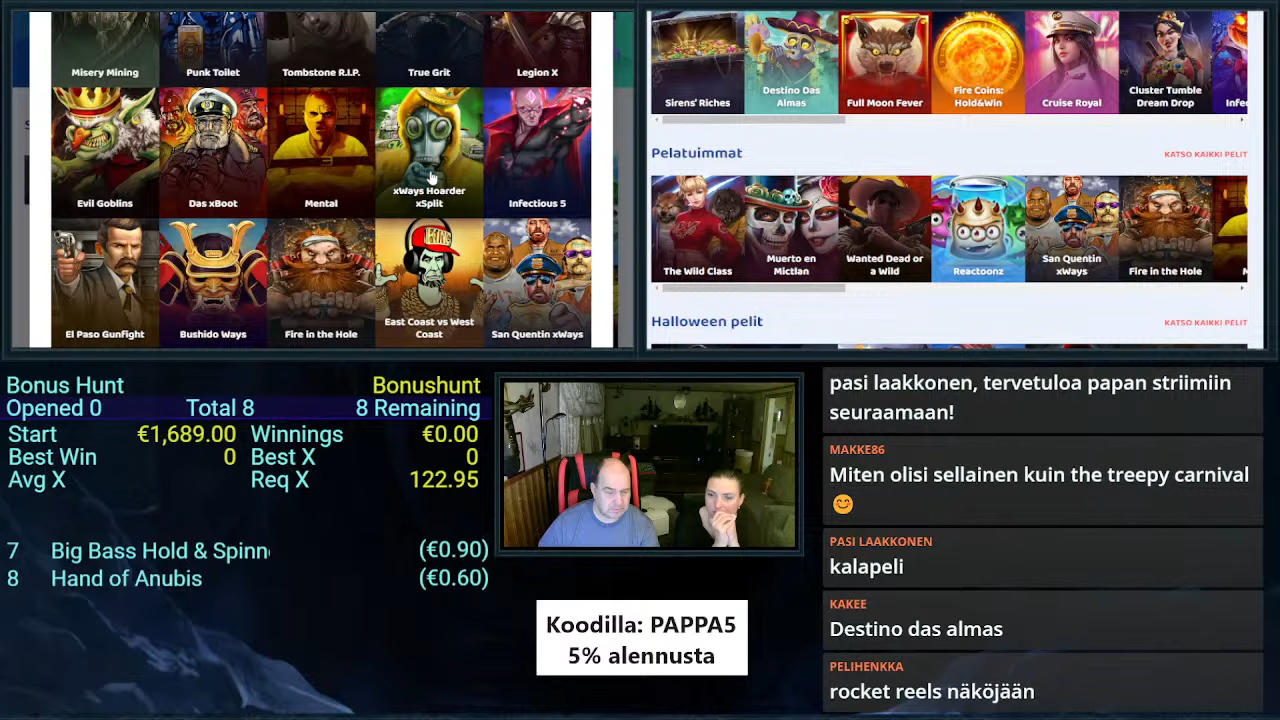 Misery Mining
Punk Toilet
Tombstone R.I.P.
True Grit
Legion X
Evil Goblins
Das xBoot
Mental
xWays Hoarder
xSplit
Infectious 5
El Paso Gunfight
Bushido Ways
Fire in the Hole
East Coast vs West
Coast
San Quentin xWays
Sirens' Riches
Destino Das
Almas
Full Moon Fever
Fire Coins:
Hold&Win
Cruise Royal
Cluster Tumble
Dream Drop
Infe
Pelatuimmat
KATSO KAIKKI PELIT
The Wild Class
Muerto en
Mictlan
Wanted Dead or
a Wild
Reactoonz
San Quentin
xWays
Fire in the Hole
Halloween pelit
KATSO KAIKKI PELIT
Bonus Hunt
Bonushunt
Opened 0 Total 8 8 Remaining
Start €1,689.00 Winnings €0.00
Best Win 0 Best X 0
Avg X Req X 122.95
7 Big Bass Hold & Spinn (€0.90)
8 Hand of Anubis (€0.60)
Koodilla: PAPPA5
5% alennusta
pasi laakkonen, tervetuloa papan striimiin
seuraamaan!
MAKKE86
Miten olisi sellainen kuin the treepy carnival
😊
PASI LAAKKONEN
kalapeli
KAKEE
Destino das almas
PELIHENKKA
rocket reels näköjään